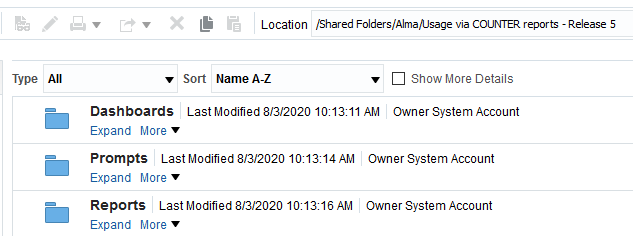 Location /Shared Folders/Alma/Usage via COUNTER reports - Release 5
Type All Sort Name A-Z Show More Details
Dashboards Last Modified 8/3/2020 10:13:11 AM Owner System Account
Expand More
Prompts Last Modified 8/3/2020 10:13:14 AM Owner System Account
Expand More
Reports Last Modified 8/3/2020 10:13:16 AM Owner System Account
Expand More